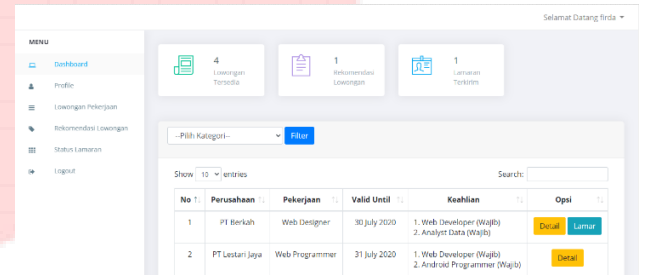 Selamat Datang firda
MENU
Dashboard
Profile
Lowongan Pekerjaan
Rekomendasi Lowongan
Status Lamaran
Logout
4
Lowongan
Tersedia
1
Rekomendasi
Lowongan
1
Lamaran
Terkirim
--Pilih Kategori--
Filter
Show 10 entries
Search:
No Perusahaan Pekerjaan Valid Until Keahlian Opsi
1 PT Berkah Web Designer 30 July 2020 1. Web Developer (Wajib) Detail Lamar
2. Analyst Data (Wajib)
2 PT Lestari Jaya Web Programmer 31 July 2020 1. Web Developer (Wajib) Detail
2. Android Programmer (Wajib)